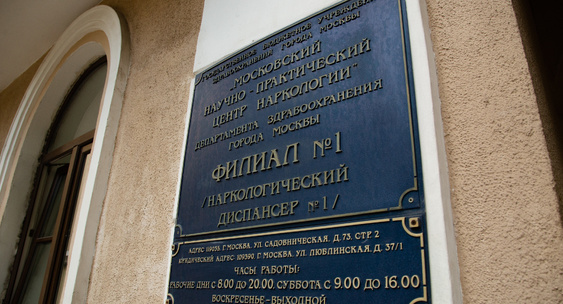 ГОСУДАРСТВЕННОЕ БЮДЖЕТНОЕ УЧРЕЖДЕНИЕ
ЗДРАВООХРАНЕНИЯ ГОРОДА МОСКВЫ
„МОСКОВСКИЙ
НАУЧНО-ПРАКТИЧЕСКИЙ
ЦЕНТР НАРКОЛОГИИ"
ДЕПАРТАМЕНТА ЗДРАВООХРАНЕНИЯ
ГОРОДА МОСКВЫ
ФИЛИАЛ №1
/НАРКОЛОГИЧЕСКИЙ
ДИСПАНСЕР №1/
АДРЕС: Г.МОСКВА, УЛ. САДОВНИЧЕСКАЯ, Д. 73, СТР 2
ЮРИДИЧЕСКИЙ АДРЕС: 109390 Г. МОСКВА УЛ. ЛЮБЛИНСКАЯ, Д. 37/1
ЧАСЫ РАБОТЫ:
РАБОЧИЕ ДНИ С 8.00 ДО 20.00, СУББОТА С 9.00 ДО 16.00
ВОСКРЕСЕНЬЕ-ВЫХОДНОЙ